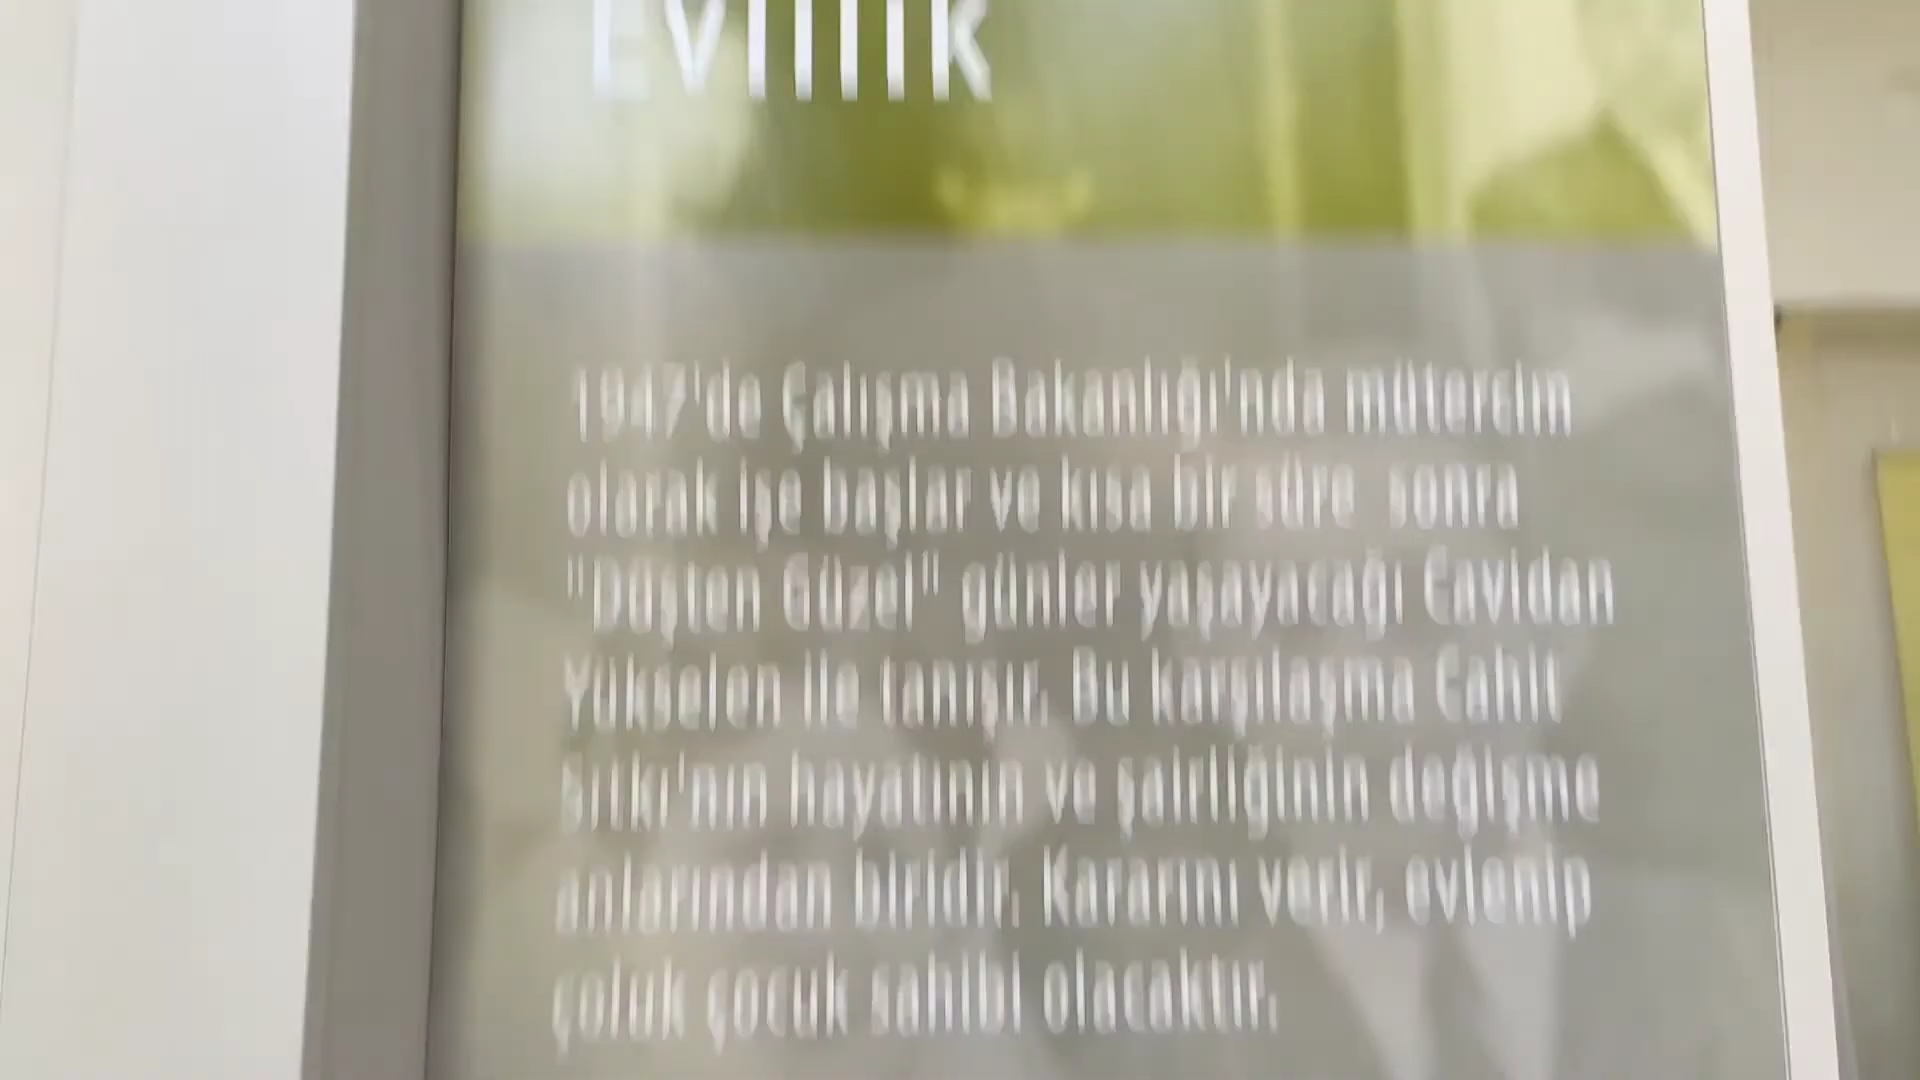 Evlilik
1947'de Çalışma Bakanlığı'nda mütercim
olarak işe başlar ve kısa bir süre sonra
"Düşten Güzel" günler yaşayacağı Cavidan
Yükselen ile tanışır. Bu karşılaşma Cahit
Sıtkı'nın hayatının ve şairliğinin değişme
anlarından biridir. Kararını verir, evlenip
çoluk çocuk sahibi olacaktır.